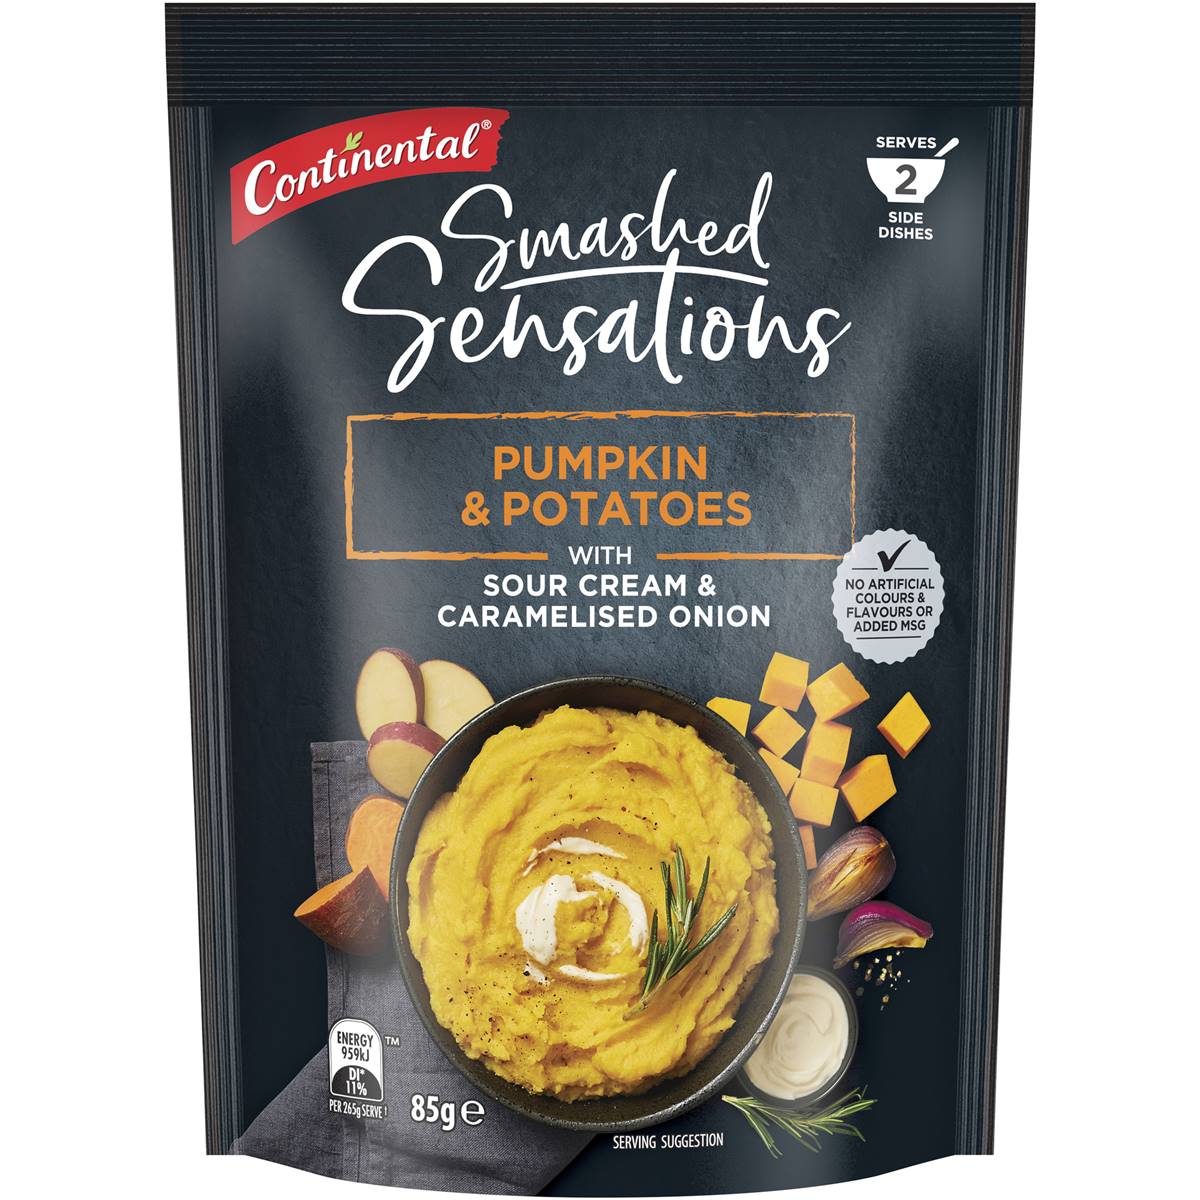 Continental®
SERVES
2
SIDE
DISHES
Smashed
Sensations
PUMPKIN
& POTATOES
WITH
SOUR CREAM &
CARAMELISED ONION
NO ARTIFICIAL
COLOURS &
FLAVOURS OR
ADDED MSG
ENERGY
959kJ
DI*
11%
PER 265g SERVE†
™
85g ℮
SERVING SUGGESTION